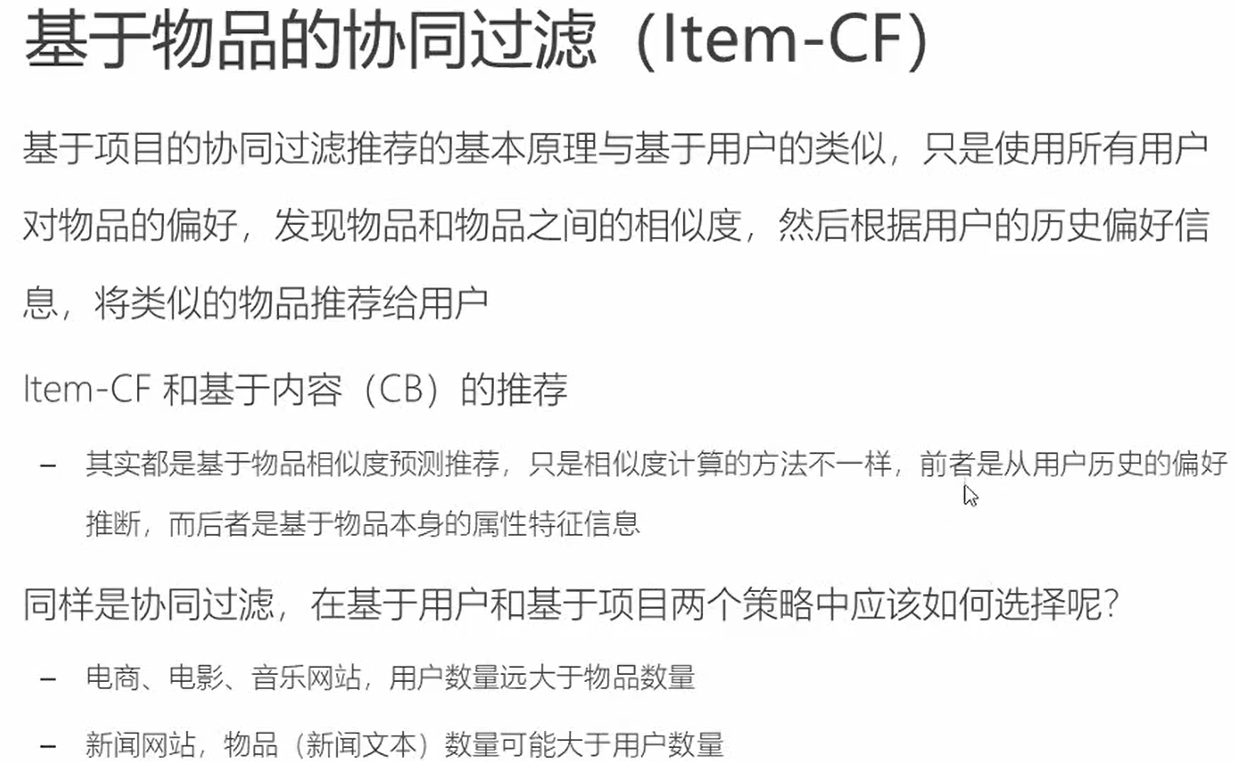 基于物品的协同过滤（Item-CF）
基于项目的协同过滤推荐的基本原理与基于用户的类似，只是使用所有用户
对物品的偏好，发现物品和物品之间的相似度，然后根据用户的历史偏好信
息，将类似的物品推荐给用户
Item-CF 和基于内容（CB）的推荐
– 其实都是基于物品相似度预测推荐，只是相似度计算的方法不一样，前者是从用户历史的偏好
推断，而后者是基于物品本身的属性特征信息
同样是协同过滤，在基于用户和基于项目两个策略中应该如何选择呢？
– 电商、电影、音乐网站，用户数量远大于物品数量
– 新闻网站，物品（新闻文本）数量可能大于用户数量